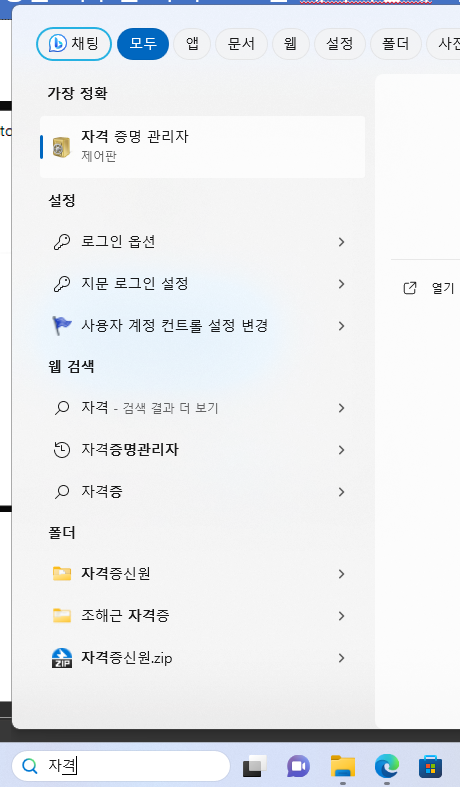 채팅
모두
앱
문서
웹
설정
폴더
가장 정확
자격 증명 관리자
제어판
설정
로그인 옵션
지문 로그인 설정
사용자 계정 컨트롤 설정 변경
웹 검색
자격 - 검색 결과 더 보기
자격증명관리자
자격증
폴더
자격증신원
조해근 자격증
자격증신원.zip
열기
자격